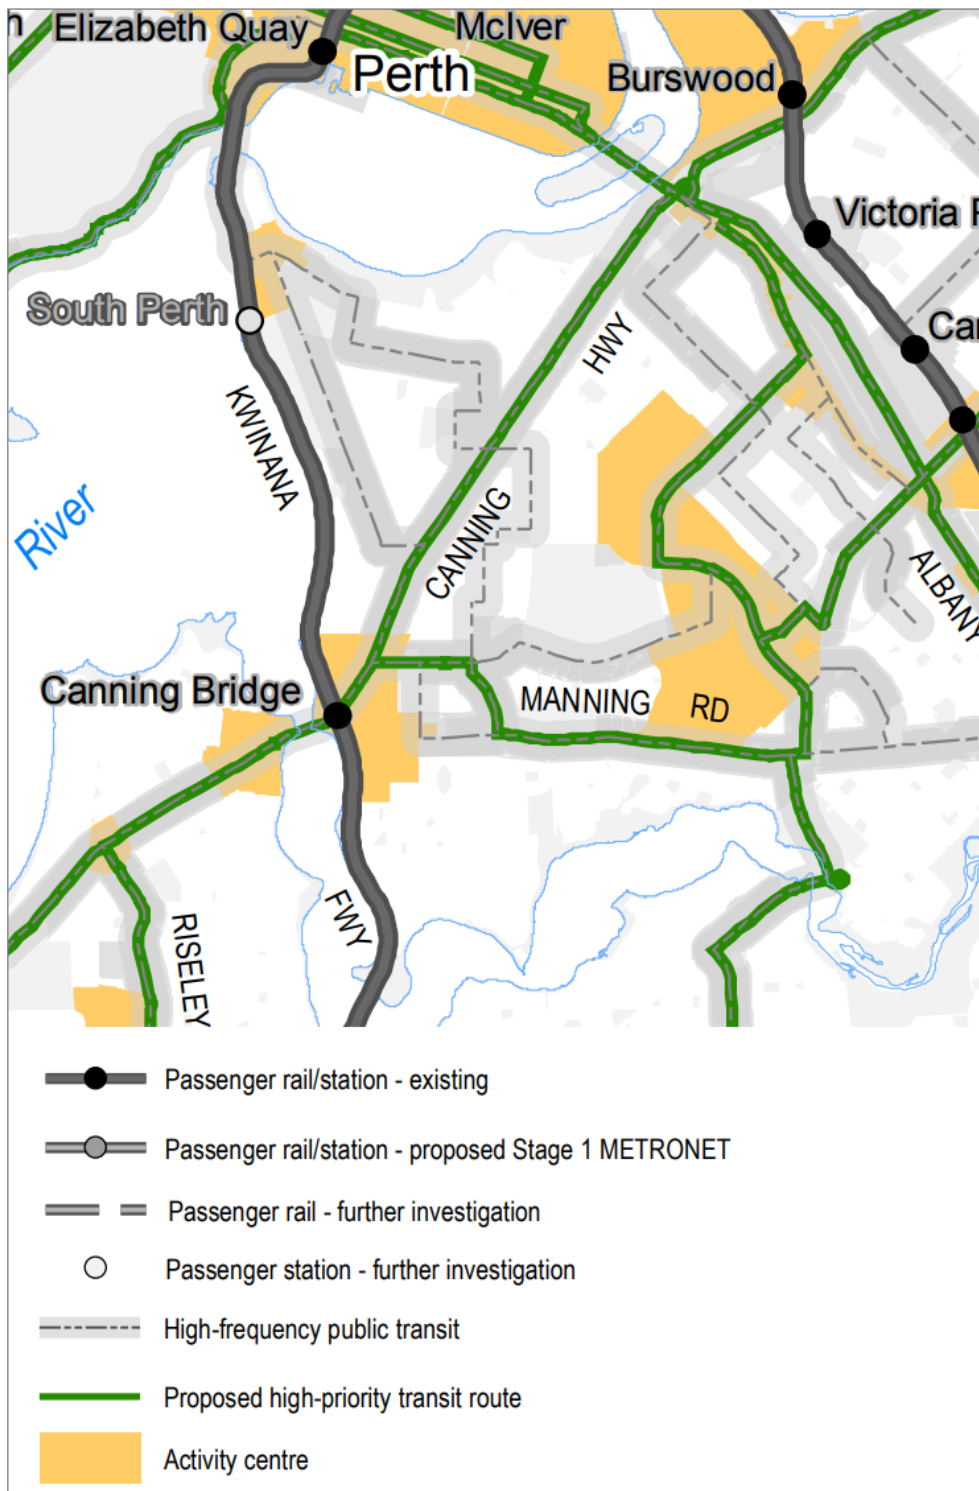 n
Elizabeth Quay
McIver
Perth
Burswood
Victoria P
South Perth
Car
HWY
KWINANA
CANNING
River
ALBANY
Canning Bridge
MANNING RD
FWY
RISELEY
Passenger rail/station - existing
Passenger rail/station - proposed Stage 1 METRONET
Passenger rail - further investigation
Passenger station - further investigation
High-frequency public transit
Proposed high-priority transit route
Activity centre